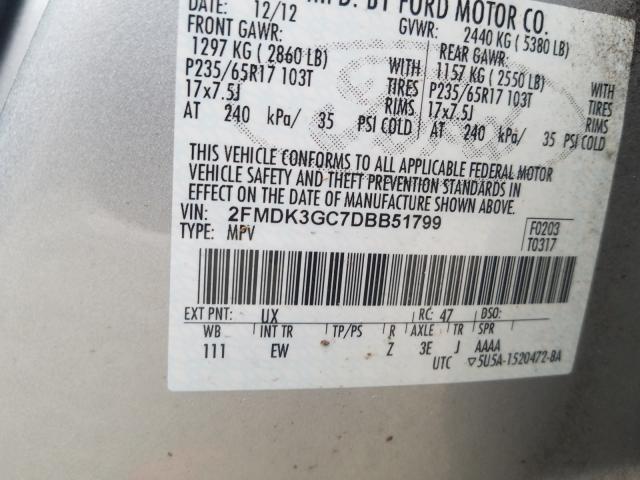 MFD. BY FORD MOTOR CO.
DATE: 12/12 GVWR: 2440 KG ( 5380 LB)
FRONT GAWR: REAR GAWR:
1297 KG ( 2860 LB) WITH 1157 KG ( 2550 LB) WITH
P235/65R17 103T TIRES P235/65R17 103T TIRES
17x7.5J RIMS 17x7.5J RIMS
AT 240 kPa/ 35 PSI COLD AT 240 kPa/ 35 PSI COLD
Ford
THIS VEHICLE CONFORMS TO ALL APPLICABLE FEDERAL MOTOR
VEHICLE SAFETY AND THEFT PREVENTION STANDARDS IN
EFFECT ON THE DATE OF MANUFACTURE SHOWN ABOVE.
VIN: 2FMDK3GC7DBB51799 F0203
TYPE: MPV T0317
EXT PNT: UX RC: 47 DSO:
WB INT TR TP/PS R AXLE TR SPR
111 EW Z 3E J AAAA
UTC ▽5U5A-1520472-BA